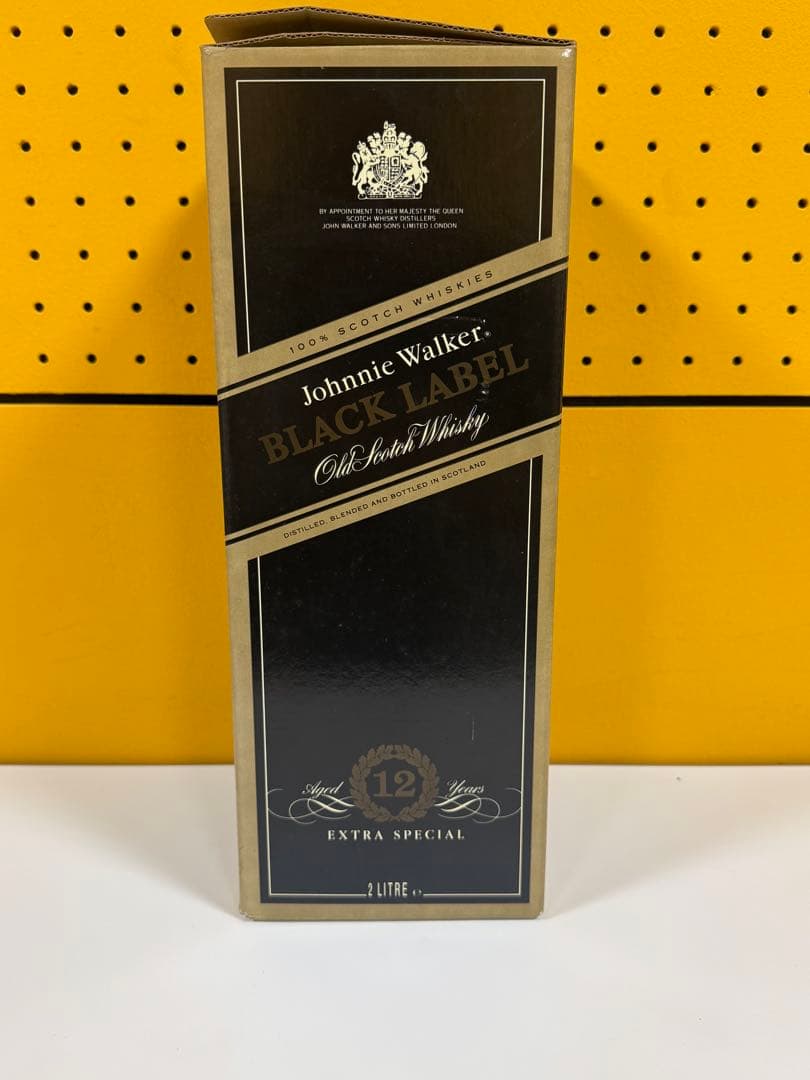 BY APPOINTMENT TO HER MAJESTY THE QUEEN
SCOTCH WHISKY DISTILLERS
JOHN WALKER AND SONS LIMITED LONDON
100% SCOTCH WHISKIES
Johnnie Walker®
BLACK LABEL
Old Scotch Whisky
DISTILLED, BLENDED AND BOTTLED IN SCOTLAND
Aged 12 Years
EXTRA SPECIAL
2 LITRE ℮